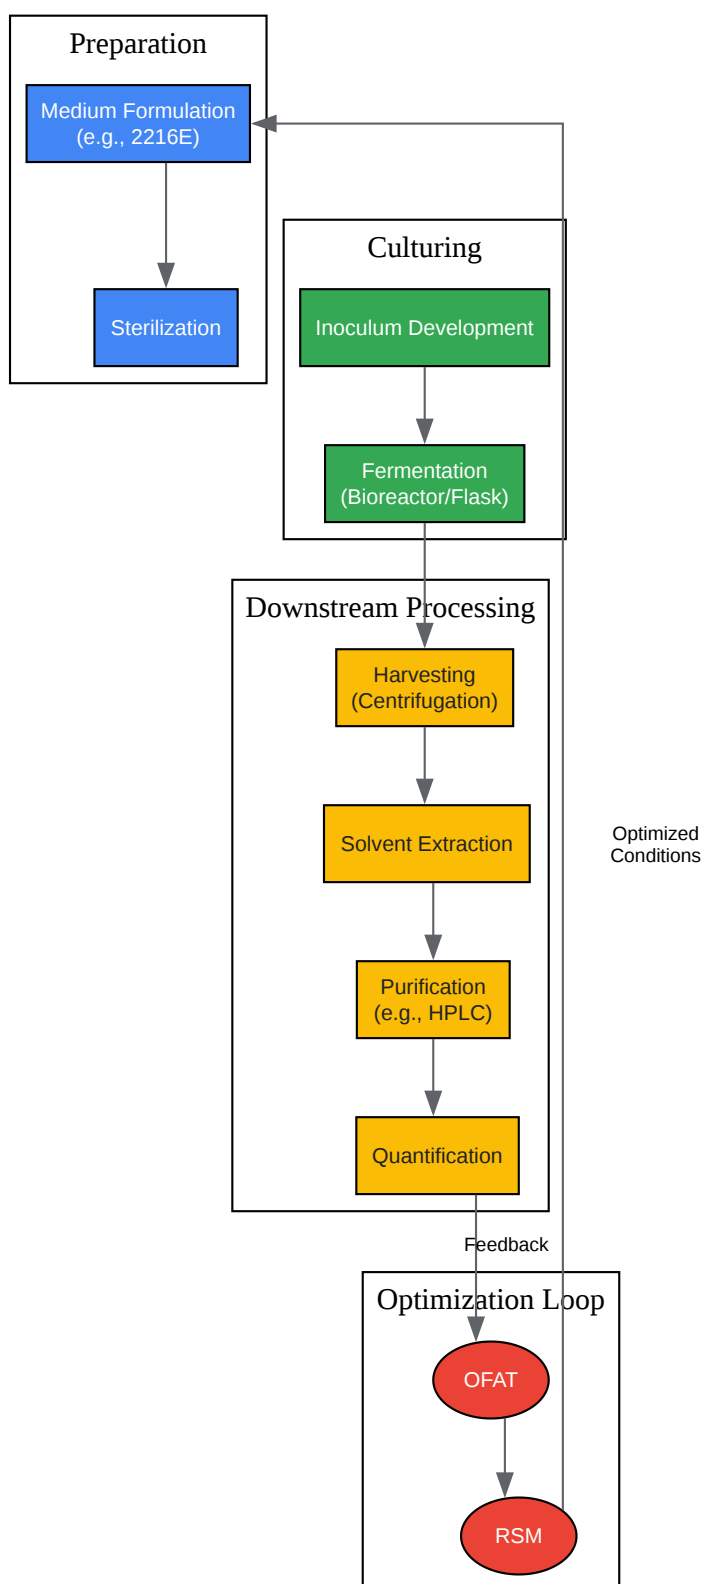 Preparation
Medium Formulation
(e.g., 2216E)
Sterilization
Culturing
Inoculum Development
Fermentation
(Bioreactor/Flask)
Downstream Processing
Harvesting
(Centrifugation)
Solvent Extraction
Optimized
Conditions
Purification
(e.g., HPLC)
Quantification
Feedback
Optimization Loop
OFAT
RSM